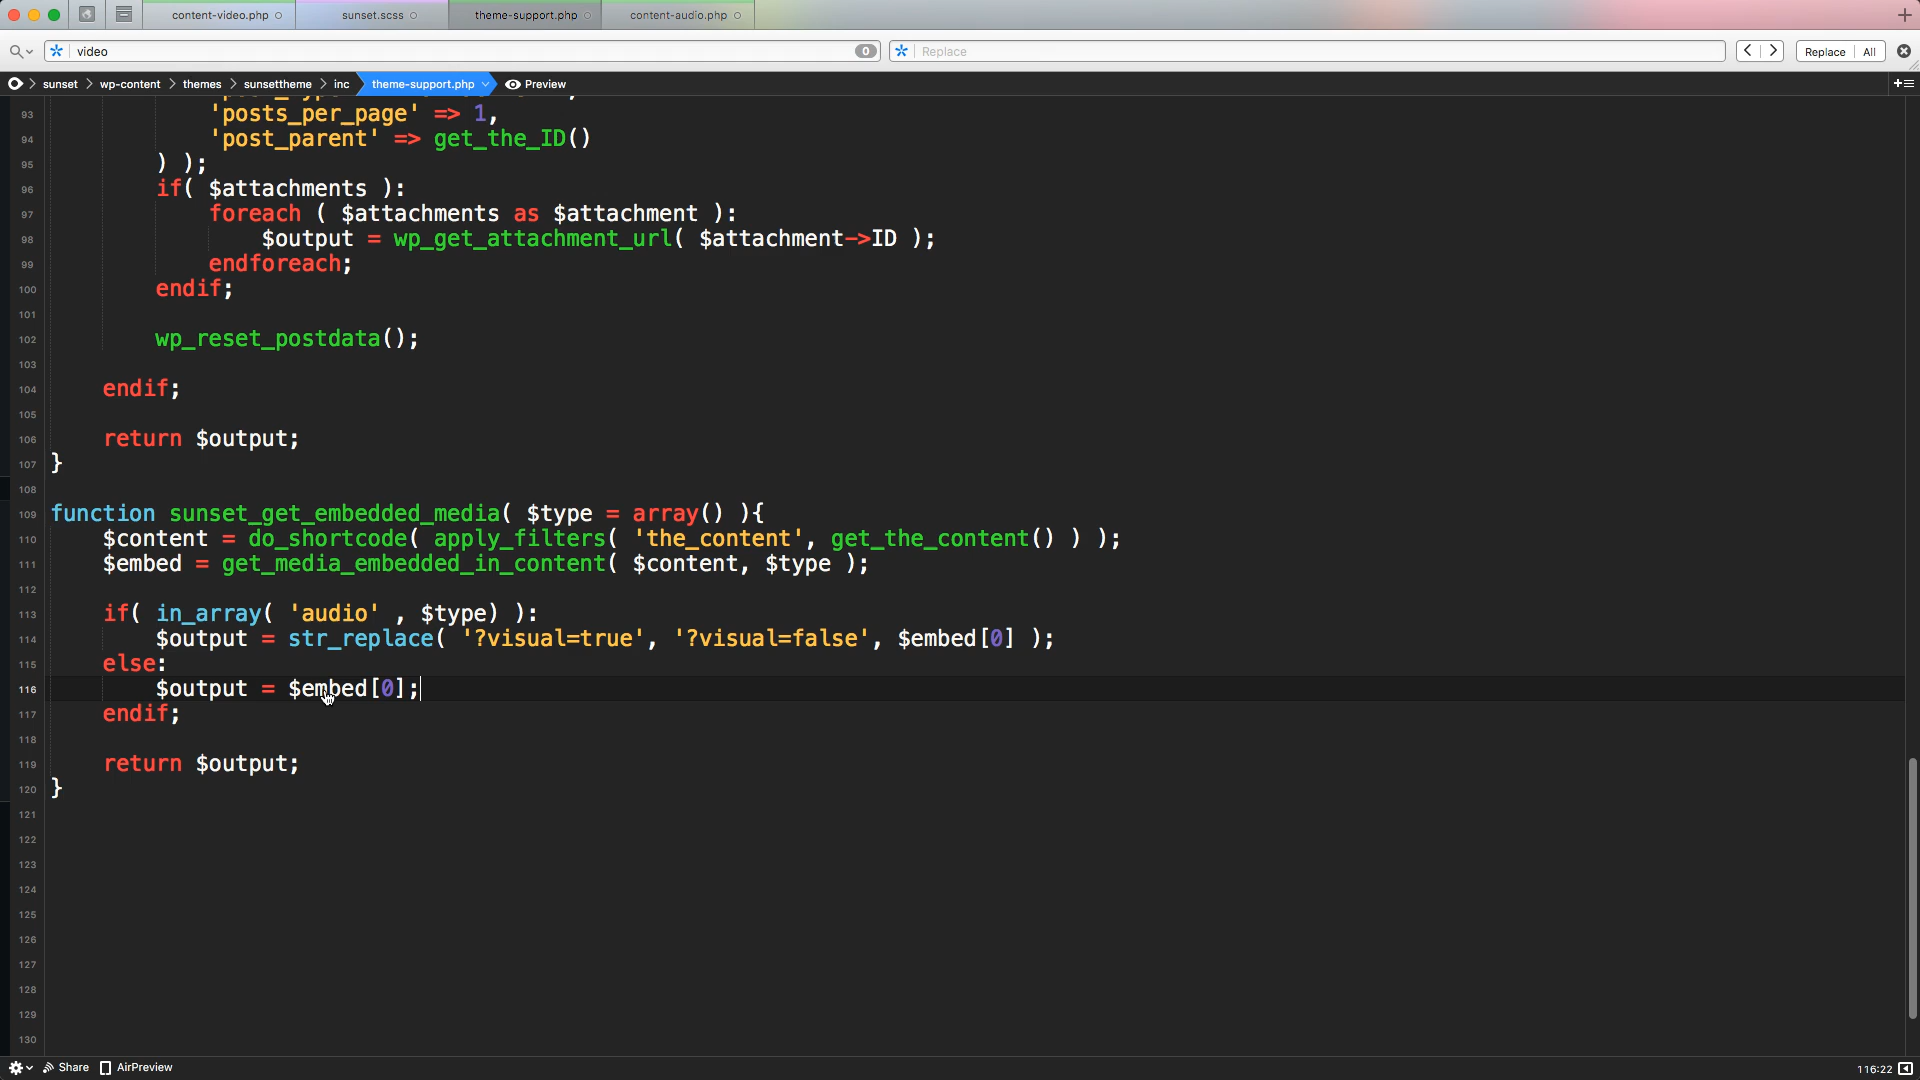 content-video.php
sunset.scss
theme-support.php
content-audio.php
video
0
Replace
Replace
All
sunset
wp-content
themes
sunsettheme
inc
theme-support.php
Preview
93 'posts_per_page' => 1,
94 'post_parent' => get_the_ID()
95 ) );
96 if( $attachments ):
97 foreach ( $attachments as $attachment ):
98 $output = wp_get_attachment_url( $attachment->ID );
99 endforeach;
100 endif;
101
102 wp_reset_postdata();
103
104 endif;
105
106 return $output;
107 }
108
109 function sunset_get_embedded_media( $type = array() ){
110 $content = do_shortcode( apply_filters( 'the_content', get_the_content() ) );
111 $embed = get_media_embedded_in_content( $content, $type );
112
113 if( in_array( 'audio' , $type) ):
114 $output = str_replace( '?visual=true', '?visual=false', $embed[0] );
115 else:
116 $output = $embed[0];
117 endif;
118
119 return $output;
120 }
121
122
123
124
125
126
127
128
129
130
Share
AirPreview
116:22